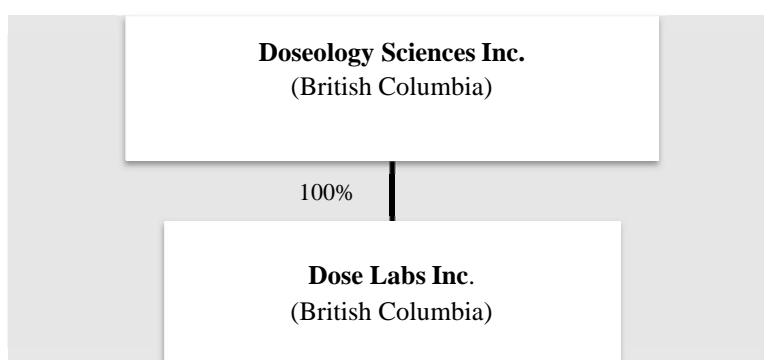 Doseology Sciences Inc.
(British Columbia)
100%
Dose Labs Inc.
(British Columbia)